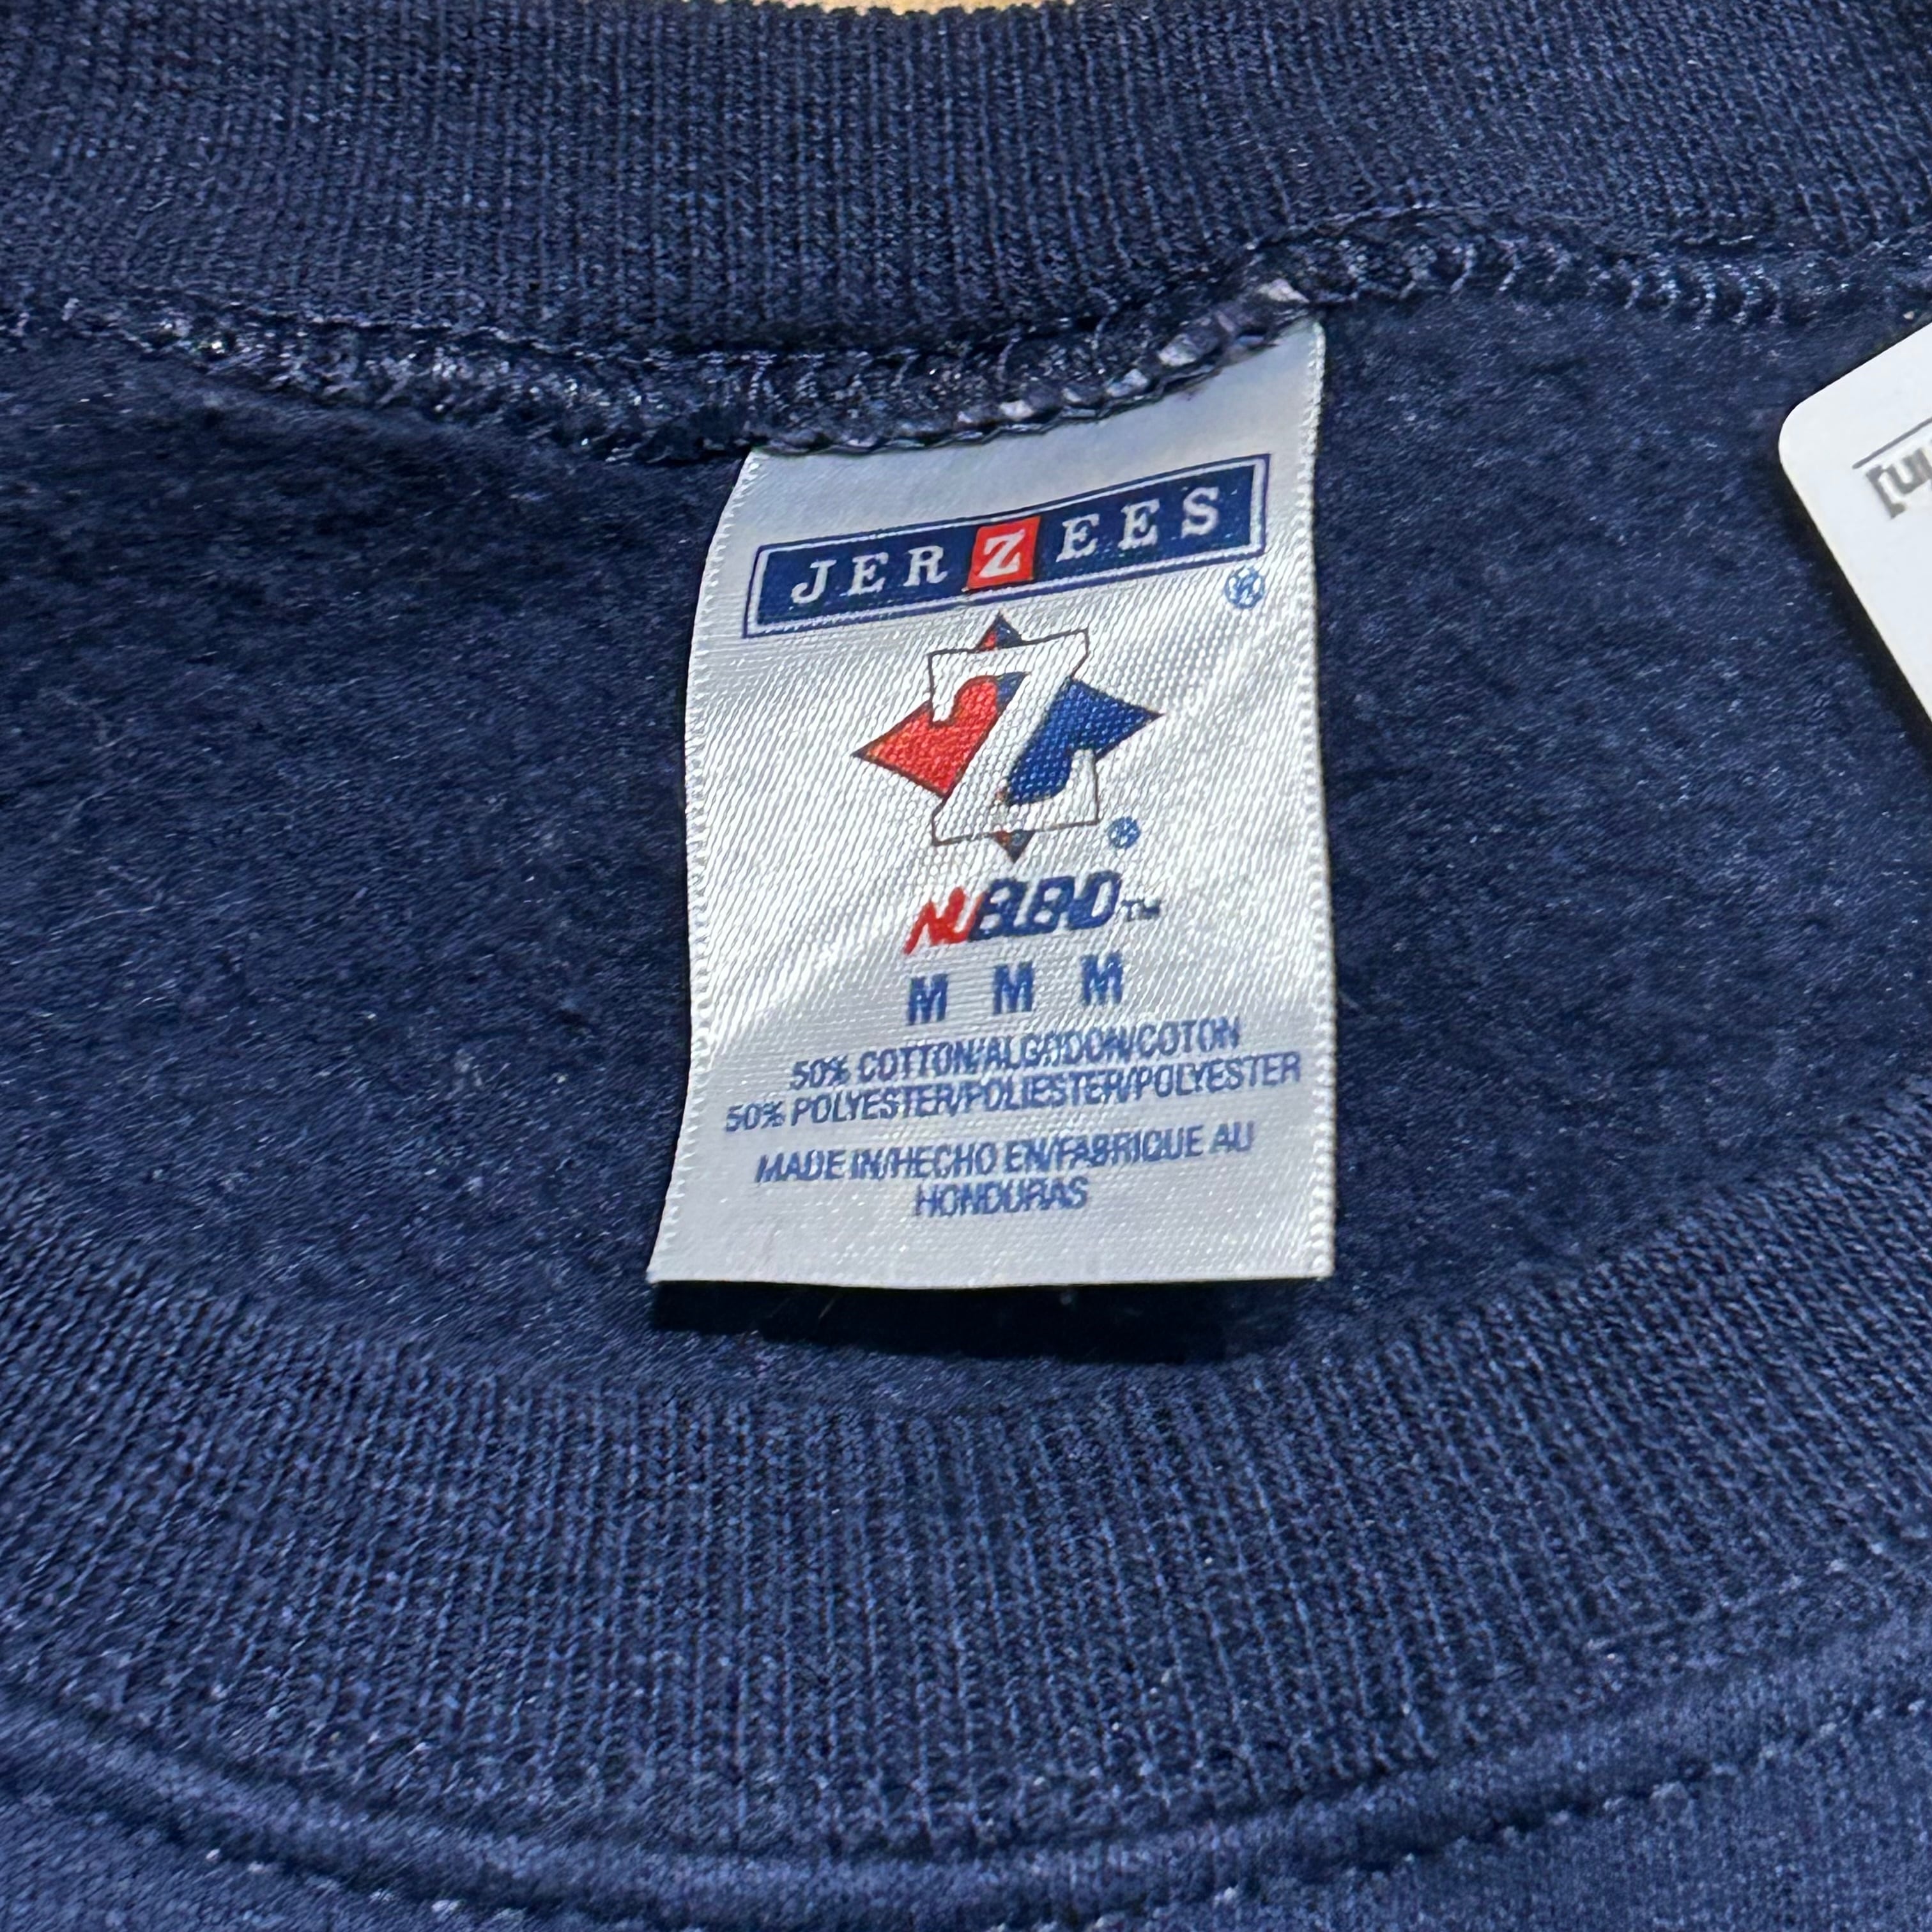 JERZEES ®
Z ®
NUBLEND™
M M M
50% COTTON/ALGODON/COTON
50% POLYESTER/POLIESTER/POLYESTER
MADE IN/HECHO EN/FABRIQUE AU
HONDURAS